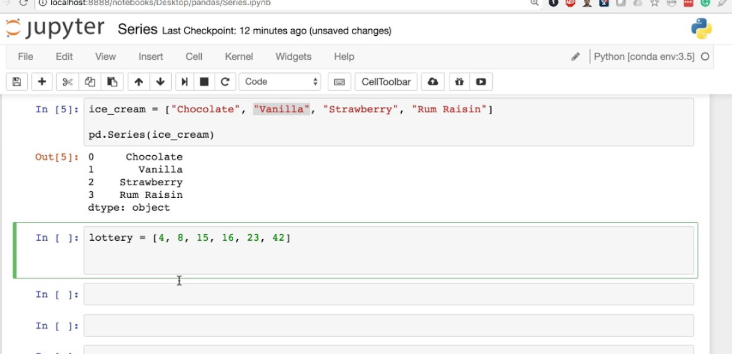 localhost:8888/notebooks/Desktop/pandas/Series.ipynb
jupyter Series Last Checkpoint: 12 minutes ago (unsaved changes)
File Edit View Insert Cell Kernel Widgets Help Python [conda env:3.5]
Code CellToolbar
In [5]: ice_cream = ["Chocolate", "Vanilla", "Strawberry", "Rum Raisin"]
pd.Series(ice_cream)
Out[5]: 0 Chocolate
1 Vanilla
2 Strawberry
3 Rum Raisin
dtype: object
In [ ]: lottery = [4, 8, 15, 16, 23, 42]
In [ ]:
In [ ]: